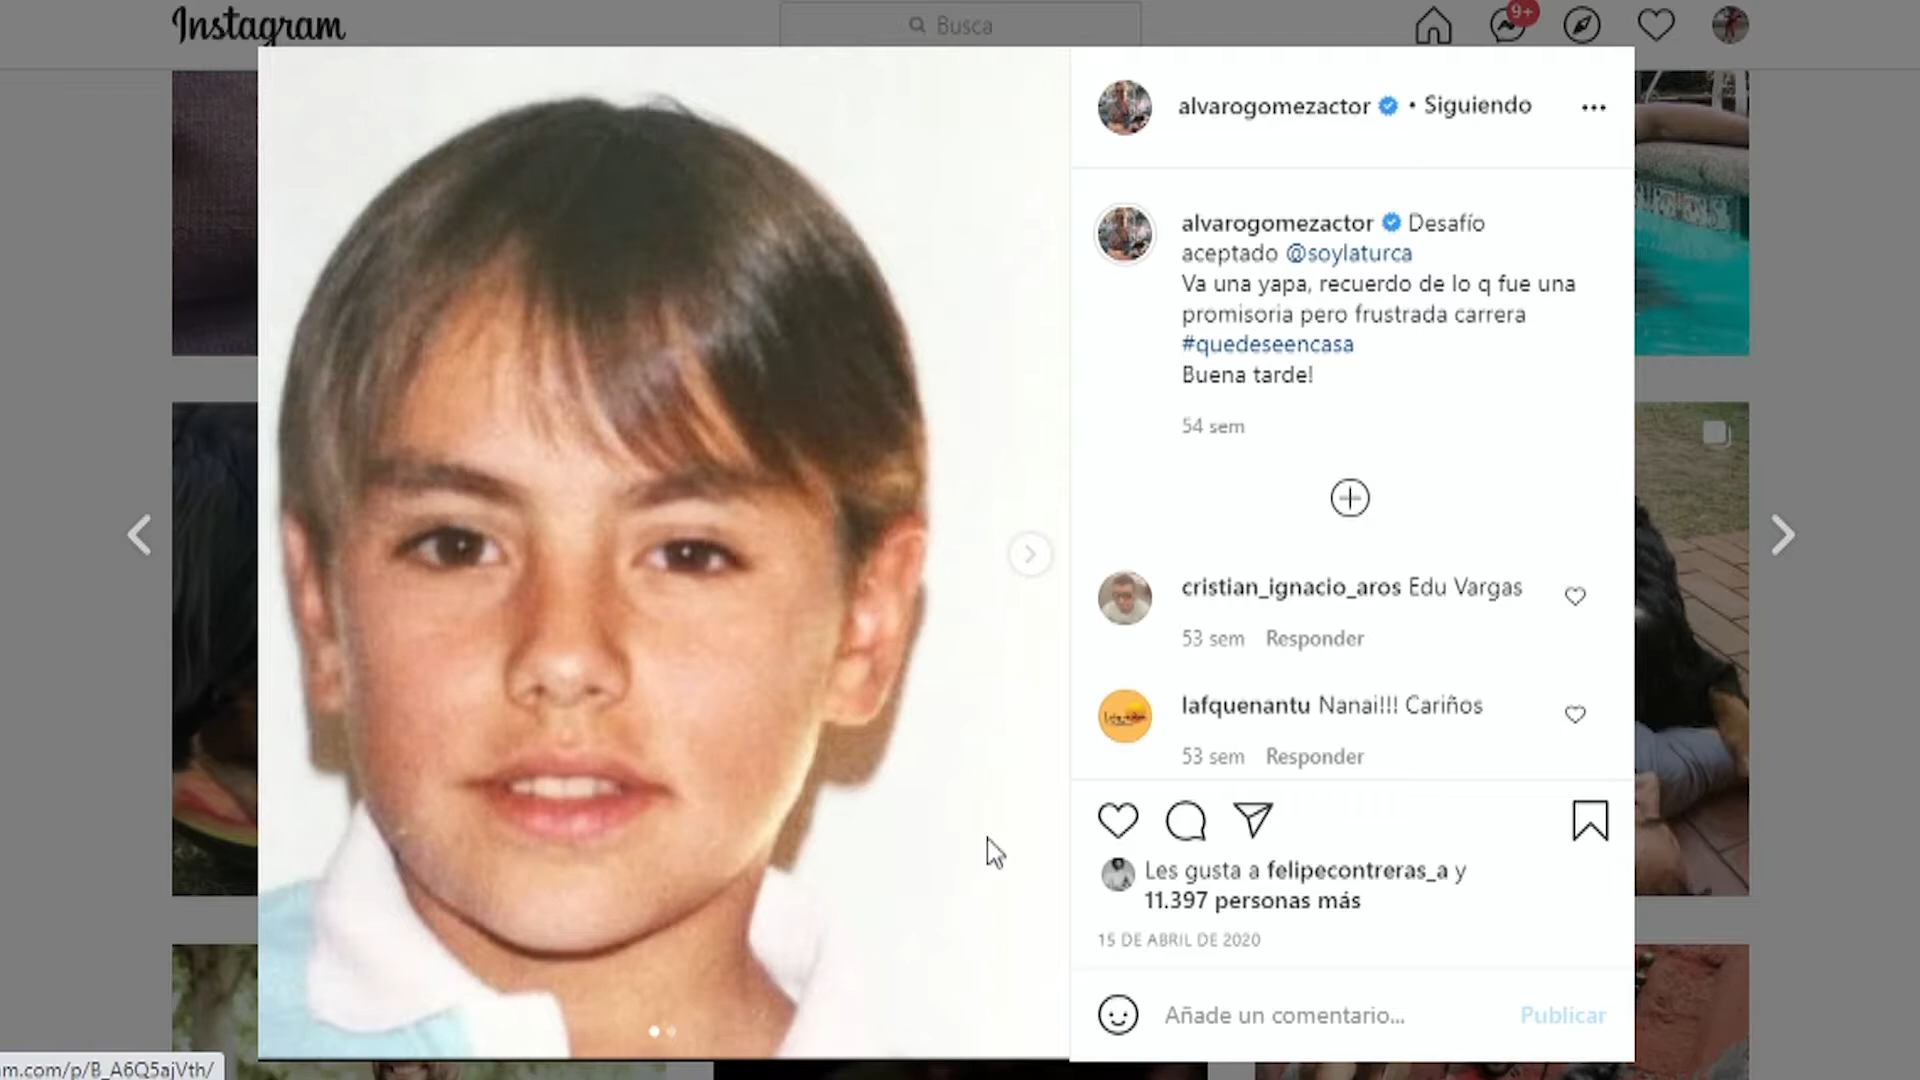 Instagram
Busca
9+
alvarogomezactor • Siguiendo
alvarogomezactor Desafío
aceptado @soylaturca
Va una yapa, recuerdo de lo q fue una
promisoria pero frustrada carrera
#quedeseencasa
Buena tarde!
54 sem
cristian_ignacio_aros Edu Vargas
53 sem Responder
lafquenantu Nanai!!! Cariños
53 sem Responder
Les gusta a felipecontreras_a y
11.397 personas más
15 DE ABRIL DE 2020
Añade un comentario... Publicar
am.com/p/B_A6Q5ajVth/